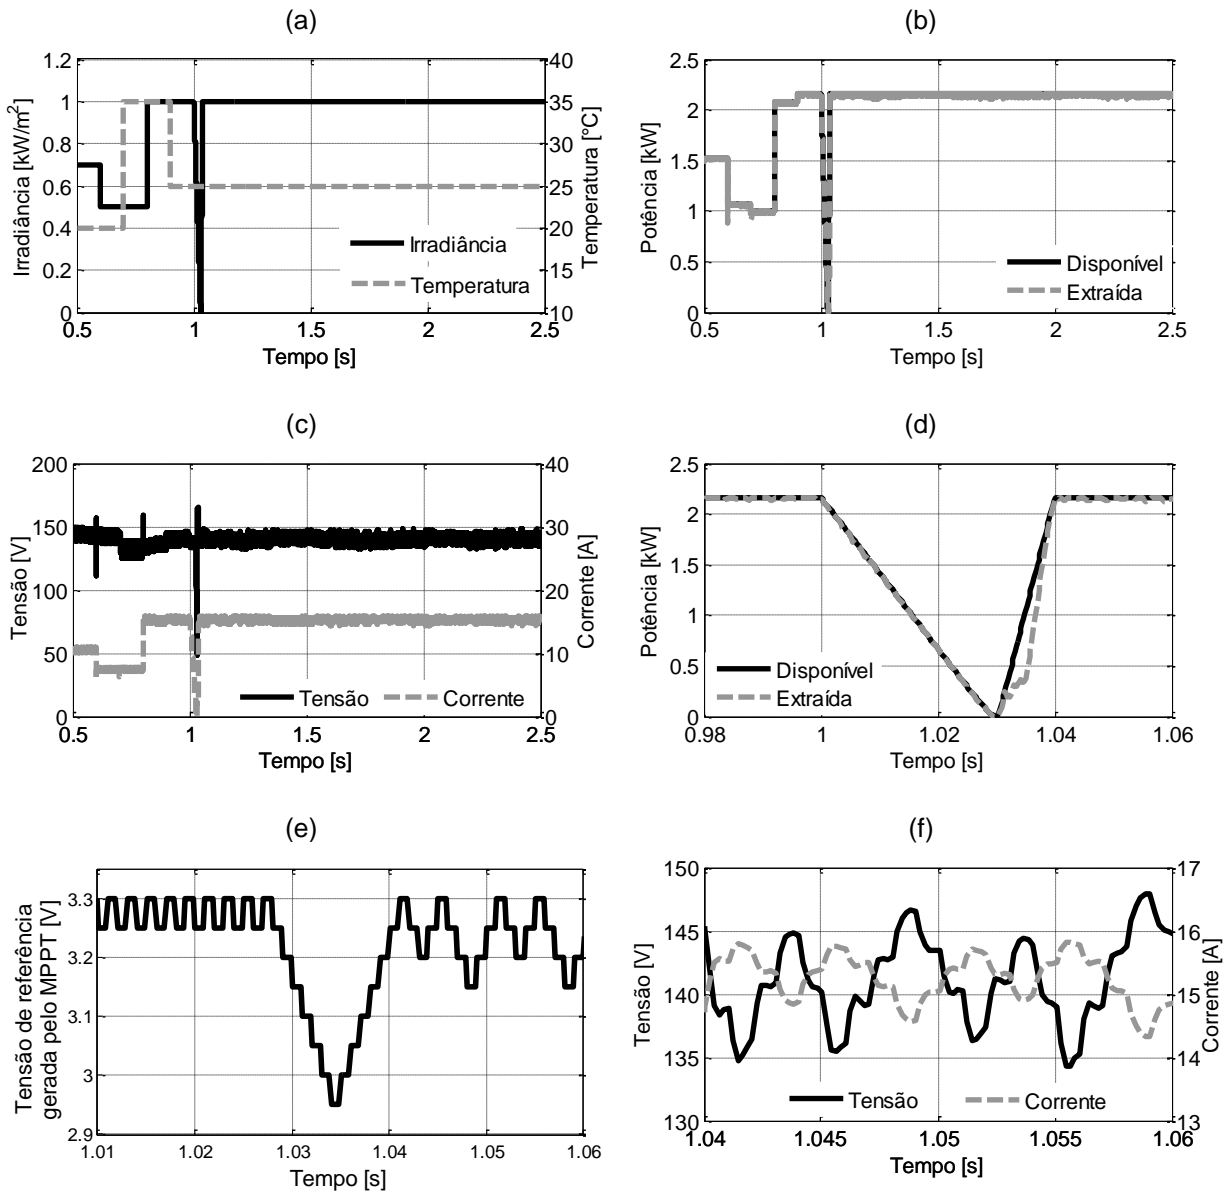 (a)
1.2
1
0.8
0.6
0.4
0.2
0
40
35
30
25
20
15
10
0.5
1
1.5
2
2.5
Irradiância [kW/m²]
Temperatura [°C]
Irradiância
Temperatura
Tempo [s]
(b)
2.5
2
1.5
1
0.5
0
0.5
1
1.5
2
2.5
Potência [kW]
Disponível
Extraída
Tempo [s]
(c)
200
150
100
50
0
40
30
20
10
0
0.5
1
1.5
2
2.5
Tensão [V]
Corrente [A]
Tensão
Corrente
Tempo [s]
(d)
2.5
2
1.5
1
0.5
0
0.98
1
1.02
1.04
1.06
Potência [kW]
Disponível
Extraída
Tempo [s]
(e)
3.3
3.2
3.1
3
2.9
1.01
1.02
1.03
1.04
1.05
1.06
Tensão de referência
gerada pelo MPPT [V]
Tempo [s]
(f)
150
145
140
135
130
17
16
15
14
13
1.04
1.045
1.05
1.055
1.06
Tensão [V]
Corrente [A]
Tensão
Corrente
Tempo [s]